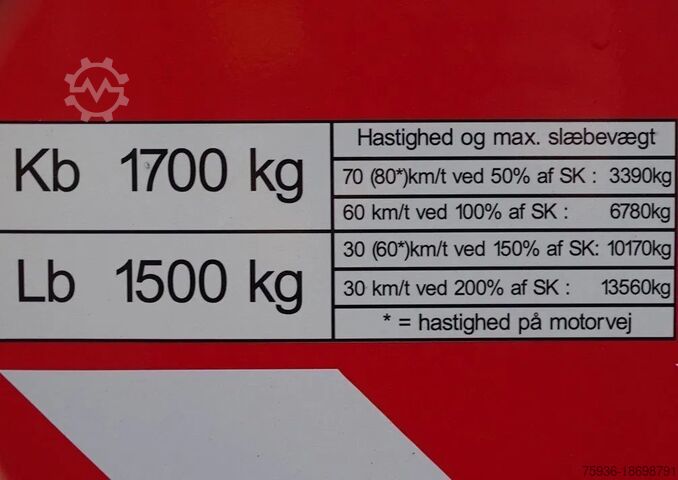 Kb 1700 kg
Lb 1500 kg
Hastighed og max. slæbevægt
70 (80*)km/t ved 50% af SK : 3390kg
60 km/t ved 100% af SK : 6780kg
30 (60*)km/t ved 150% af SK: 10170kg
30 km/t ved 200% af SK : 13560kg
* = hastighed på motorvej
75936-18698791